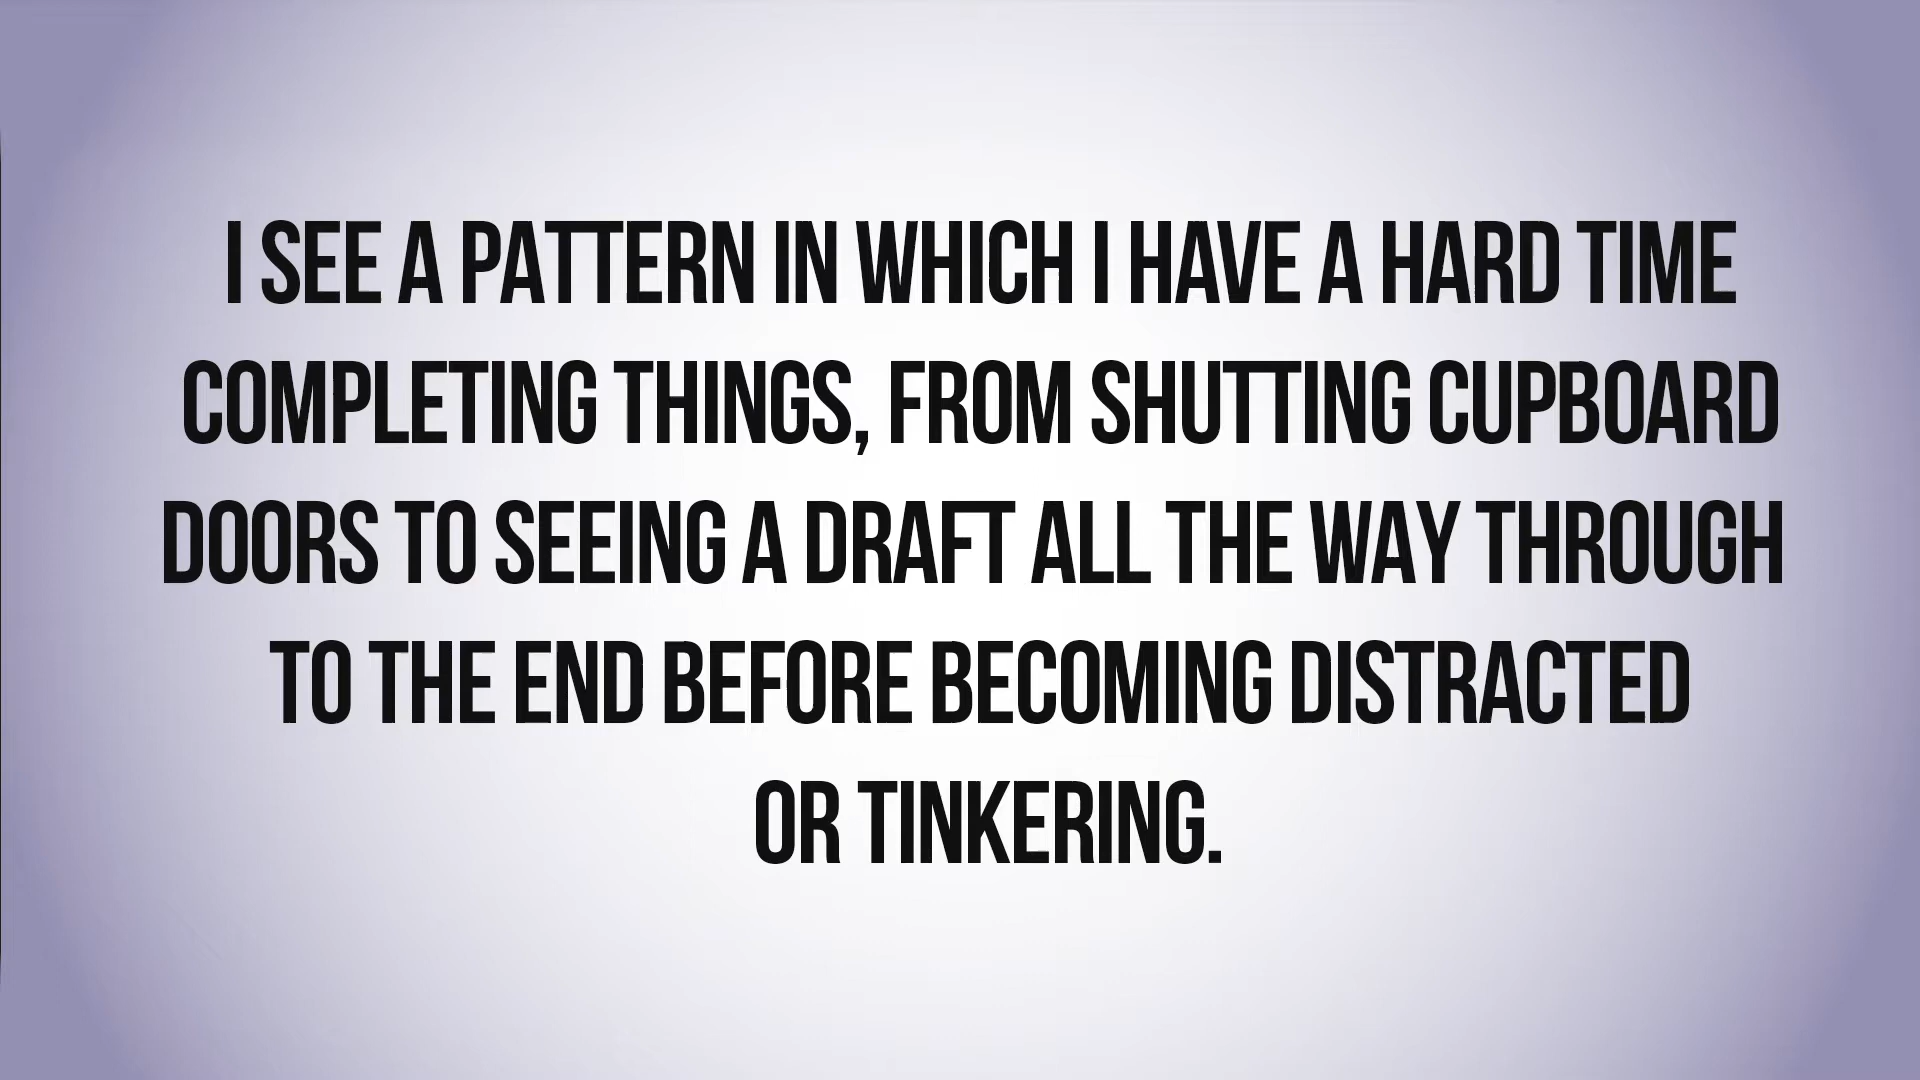 I SEE A PATTERN IN WHICH I HAVE A HARD TIME
COMPLETING THINGS, FROM SHUTTING CUPBOARD
DOORS TO SEEING A DRAFT ALL THE WAY THROUGH
TO THE END BEFORE BECOMING DISTRACTED
OR TINKERING.